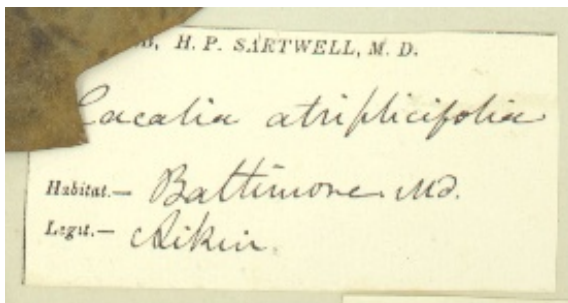 H. P. SARTWELL, M. D.
Cacalia atriplicifolia
Habitat.— Baltimore Md.
Legit.— Aikin.